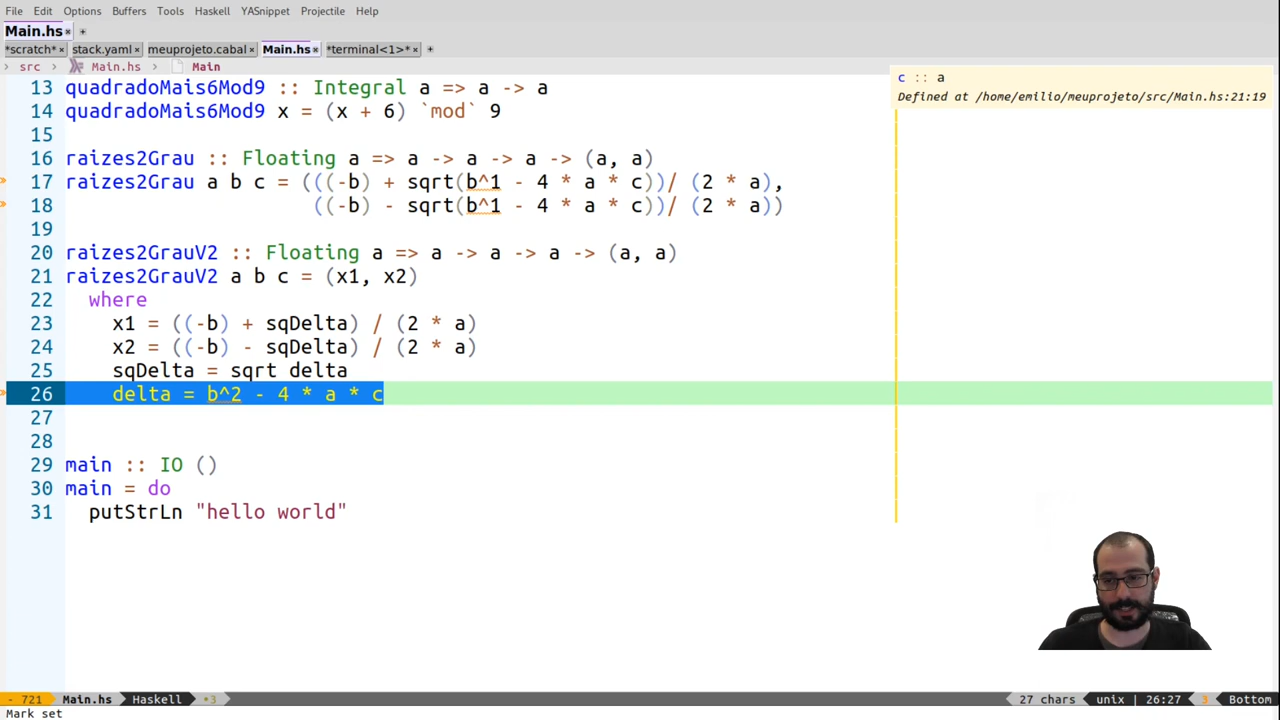 File Edit Options Buffers Tools Haskell YASnippet Projectile Help
Main.hs × +
*scratch* × stack.yaml × meuprojeto.cabal × Main.hs × *terminal<1>* × +
› src › Main.hs › Main
13 quadradoMais6Mod9 :: Integral a => a -> a
14 quadradoMais6Mod9 x = (x + 6) `mod` 9
15
16 raizes2Grau :: Floating a => a -> a -> a -> (a, a)
17 raizes2Grau a b c = (((-b) + sqrt(b^1 - 4 * a * c))/ (2 * a),
18 ((-b) - sqrt(b^1 - 4 * a * c))/ (2 * a))
19
20 raizes2GrauV2 :: Floating a => a -> a -> a -> (a, a)
21 raizes2GrauV2 a b c = (x1, x2)
22 where
23 x1 = ((-b) + sqDelta) / (2 * a)
24 x2 = ((-b) - sqDelta) / (2 * a)
25 sqDelta = sqrt delta
26 delta = b^2 - 4 * a * c
27
28
29 main :: IO ()
30 main = do
31 putStrLn "hello world"
c :: a
Defined at /home/emilio/meuprojeto/src/Main.hs:21:19
- 721 Main.hs Haskell •3 27 chars unix | 26:27 3 Bottom
Mark set